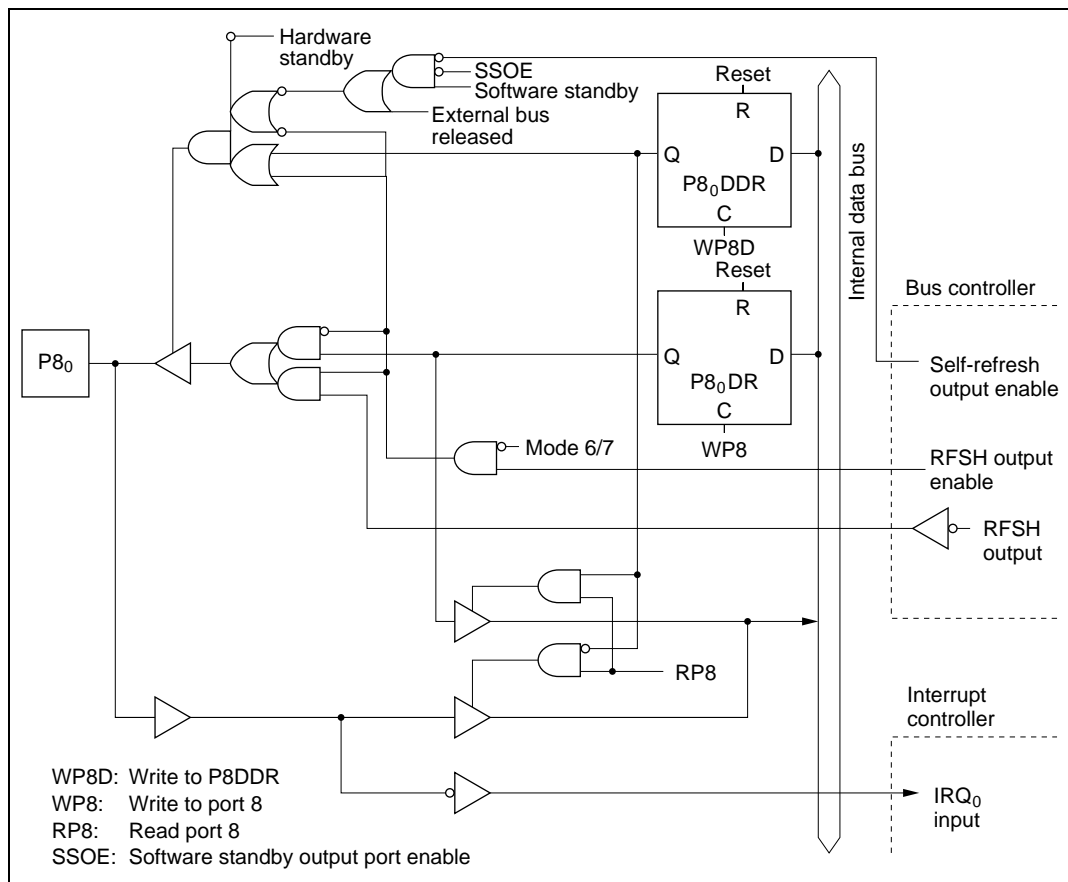 Hardware
standby
SSOE
Software standby
External bus
released
Reset
R
Q
D
P8₀DDR
C
WP8D
Reset
R
Q
D
P8₀DR
C
WP8
Internal data bus
Bus controller
Self-refresh
output enable
P8₀
Mode 6/7
RFSH output
enable
RFSH
output
RP8
Interrupt
controller
IRQ₀
input
WP8D: Write to P8DDR
WP8: Write to port 8
RP8: Read port 8
SSOE: Software standby output port enable